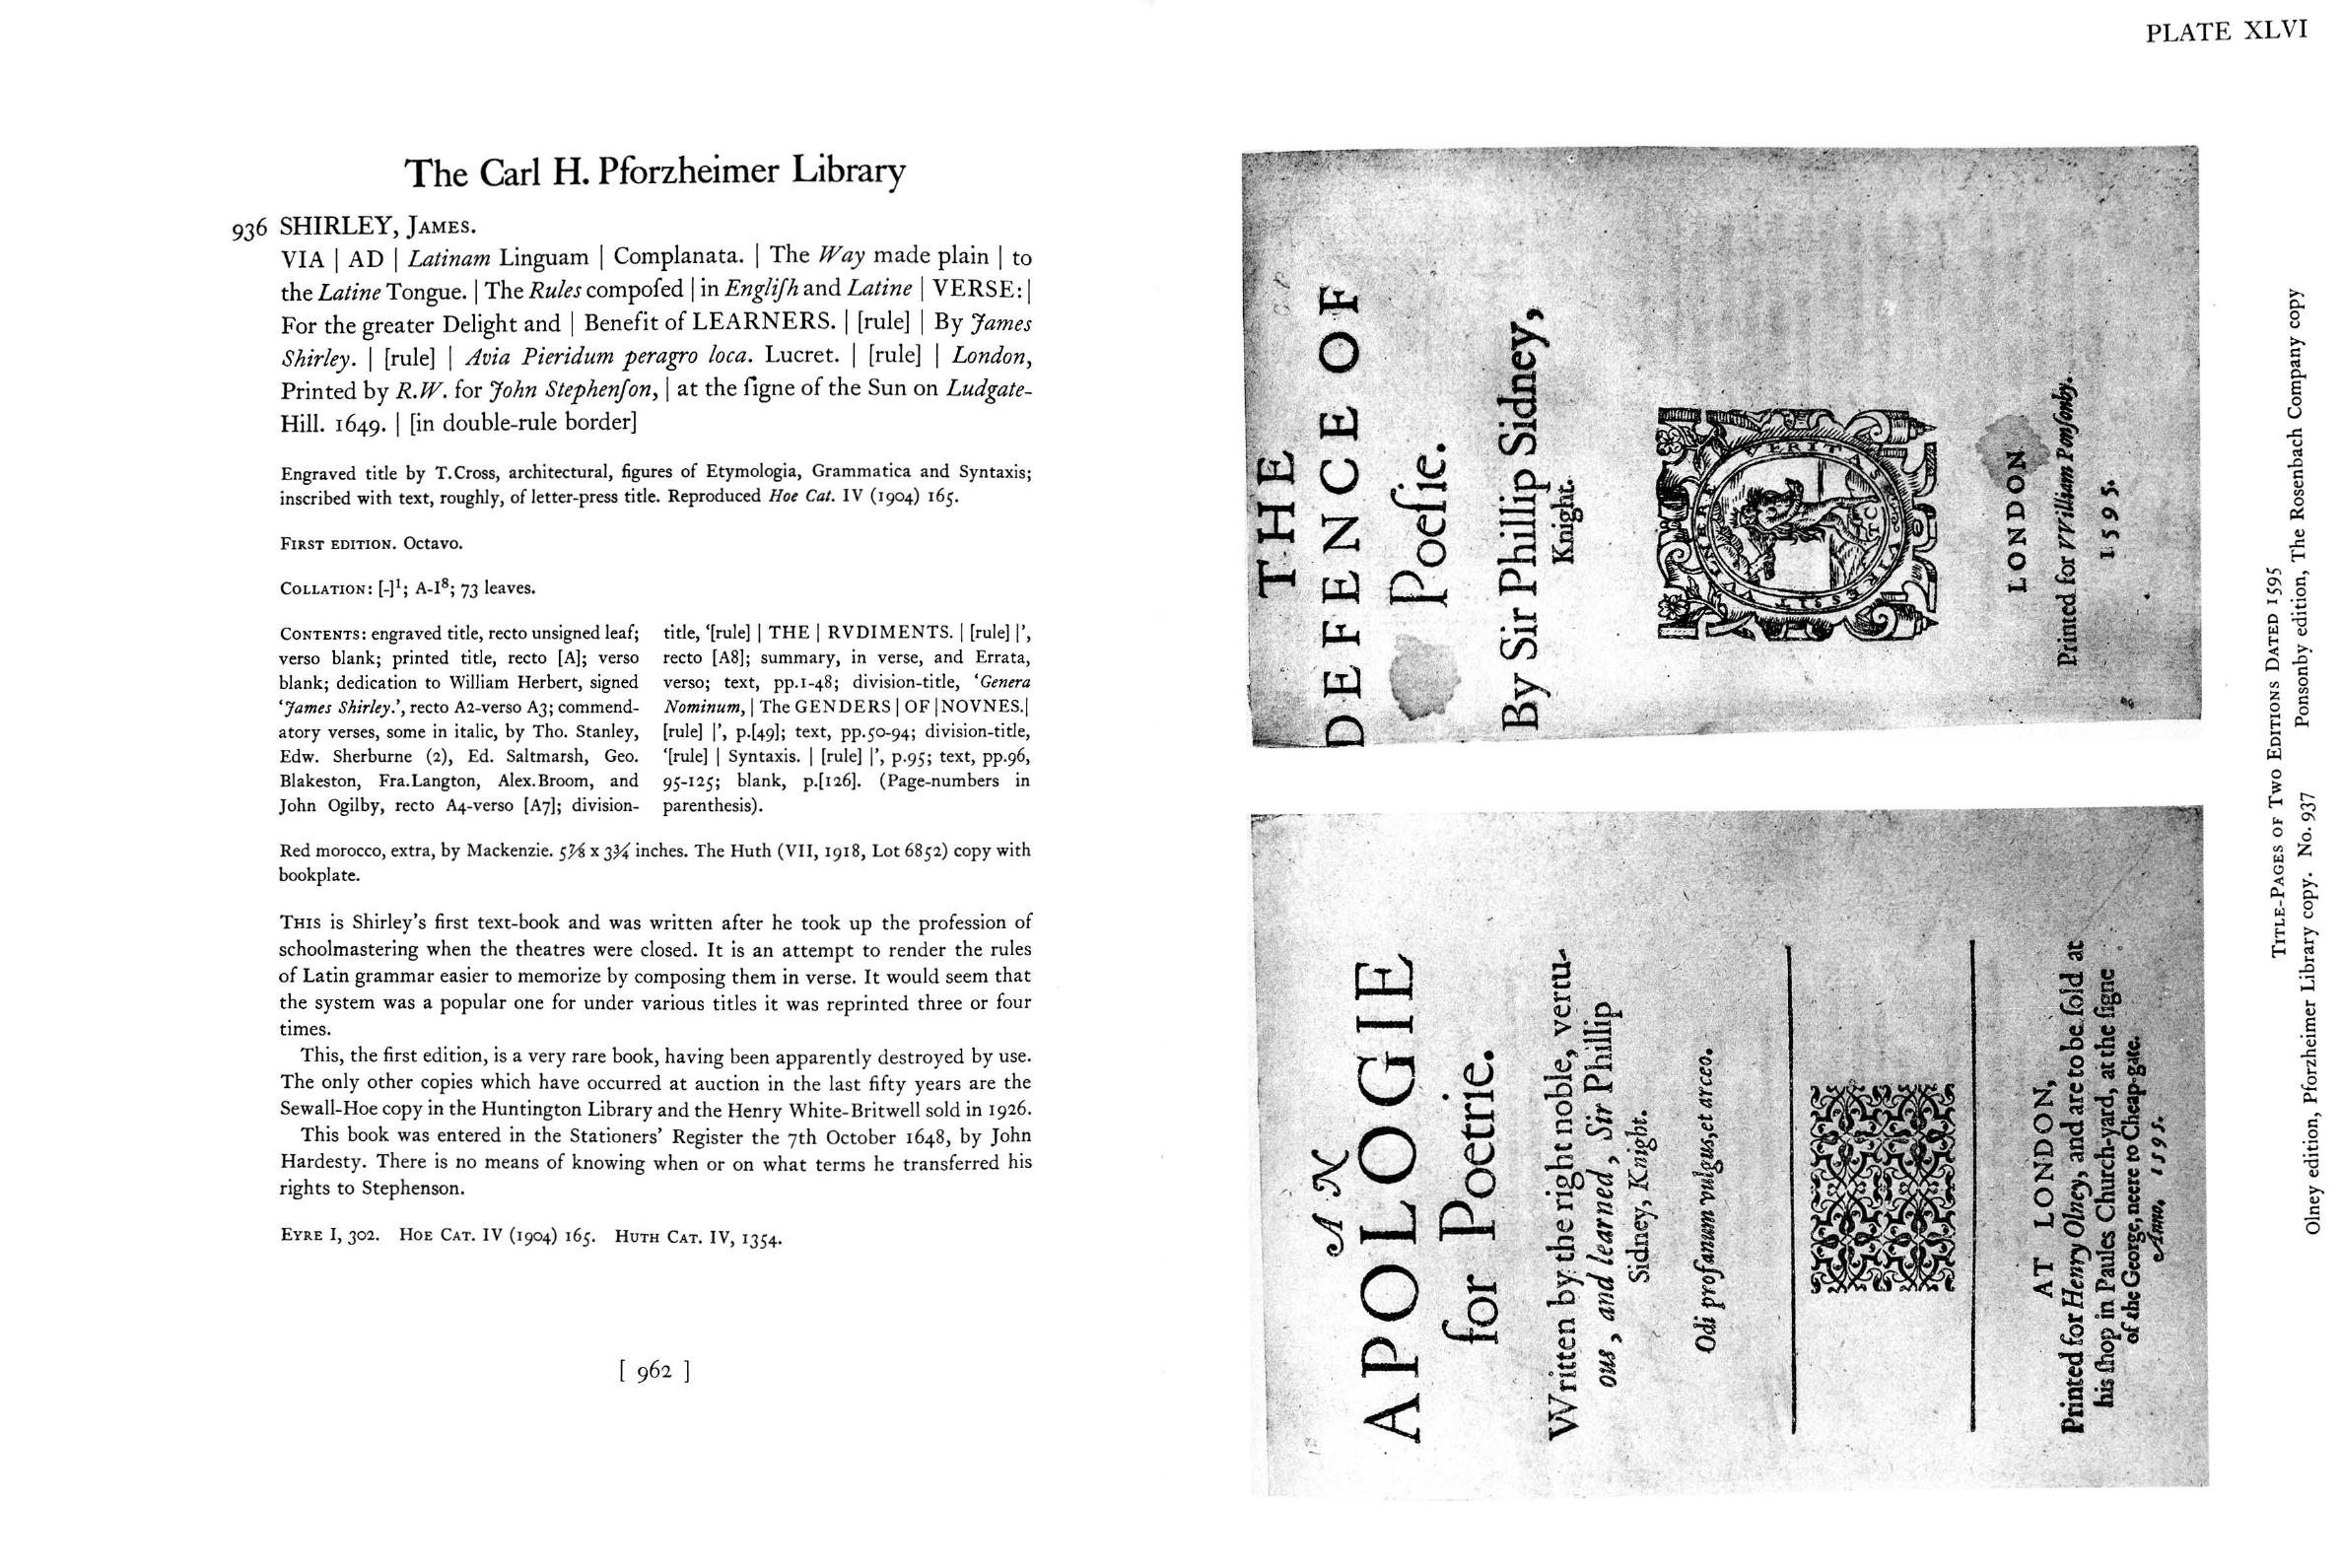 The Carl H. Pforzheimer Library
936 SHIRLEY, JAMES.
VIA | AD | Latinam Linguam | Complanata. | The Way made plain | to
the Latine Tongue. | The Rules compoſed | in Engliſh and Latine | VERSE: |
For the greater Delight and | Benefit of LEARNERS. | [rule] | By James
Shirley. | [rule] | Avia Pieridum peragro loca. Lucret. | [rule] | London,
Printed by R.W. for John Stephenſon, | at the ſigne of the Sun on Ludgate-
Hill. 1649. | [in double-rule border]
Engraved title by T.Cross, architectural, figures of Etymologia, Grammatica and Syntaxis;
inscribed with text, roughly, of letter-press title. Reproduced Hoe Cat. IV (1904) 165.
FIRST EDITION. Octavo.
COLLATION: [-]¹; A-I⁸; 73 leaves.
CONTENTS: engraved title, recto unsigned leaf;
verso blank; printed title, recto [A]; verso
blank; dedication to William Herbert, signed
‘James Shirley.’, recto A2-verso A3; commend-
atory verses, some in italic, by Tho. Stanley,
Edw. Sherburne (2), Ed. Saltmarsh, Geo.
Blakeston, Fra.Langton, Alex.Broom, and
John Ogilby, recto A4-verso [A7]; division-
title, ‘[rule] | THE | RVDIMENTS. | [rule] |’,
recto [A8]; summary, in verse, and Errata,
verso; text, pp.1-48; division-title, ‘Genera
Nominum, | The GENDERS | OF | NOVNES. |
[rule] |’, p.[49]; text, pp.50-94; division-title,
‘[rule] | Syntaxis. | [rule] |’, p.95; text, pp.96,
95-125; blank, p.[126]. (Page-numbers in
parenthesis).
Red morocco, extra, by Mackenzie. 5⅞ x 3¾ inches. The Huth (VII, 1918, Lot 6852) copy with
bookplate.
THIS is Shirley's first text-book and was written after he took up the profession of
schoolmastering when the theatres were closed. It is an attempt to render the rules
of Latin grammar easier to memorize by composing them in verse. It would seem that
the system was a popular one for under various titles it was reprinted three or four
times.
This, the first edition, is a very rare book, having been apparently destroyed by use.
The only other copies which have occurred at auction in the last fifty years are the
Sewall-Hoe copy in the Huntington Library and the Henry White-Britwell sold in 1926.
This book was entered in the Stationers' Register the 7th October 1648, by John
Hardesty. There is no means of knowing when or on what terms he transferred his
rights to Stephenson.
EYRE I, 302. HOE CAT. IV (1904) 165. HUTH CAT. IV, 1354.
[ 962 ]
PLATE XLVI
AN
APOLOGIE
for Poetrie.
Written by the right noble, vertu-
ous, and learned, Sir Phillip
Sidney, Knight.
Odi profanum vulgus, et arceo.
AT LONDON,
Printed for Henry Olney, and are to be ſold at
his ſhop in Paules Church-yard, at the ſigne
of the George, neere to Cheap-gate.
Anno. 1595.
THE
DEFENCE OF
Poeſie.
By Sir Phillip Sidney,
Knight.
VIRESSIT VULNERE VERITAS
TC
LONDON
Printed for VVilliam Ponſonby.
1595.
TITLE-PAGES OF TWO EDITIONS DATED 1595
Olney edition, Pforzheimer Library copy. No. 937 Ponsonby edition, The Rosenbach Company copy